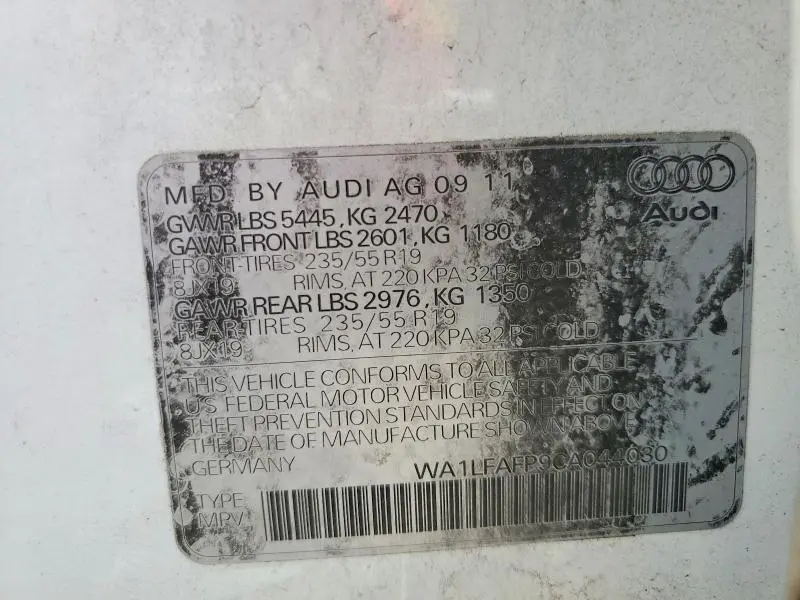 MFD BY AUDI AG 09 11
Audi
GVWR LBS 5445, KG 2470
GAWR FRONT LBS 2601, KG 1180
FRONT-TIRES 235/55 R19
8JX19 RIMS, AT 220 KPA 32 PSI COLD
GAWR REAR LBS 2976, KG 1350
REAR-TIRES 235/55 R19
8JX19 RIMS, AT 220 KPA 32 PSI COLD
THIS VEHICLE CONFORMS TO ALL APPLICABLE
U.S FEDERAL MOTOR VEHICLE SAFETY AND
THEFT PREVENTION STANDARDS IN EFFECT ON
THE DATE OF MANUFACTURE SHOWN ABOVE
GERMANY WA1LFAFP9CA044030
TYPE
MPV